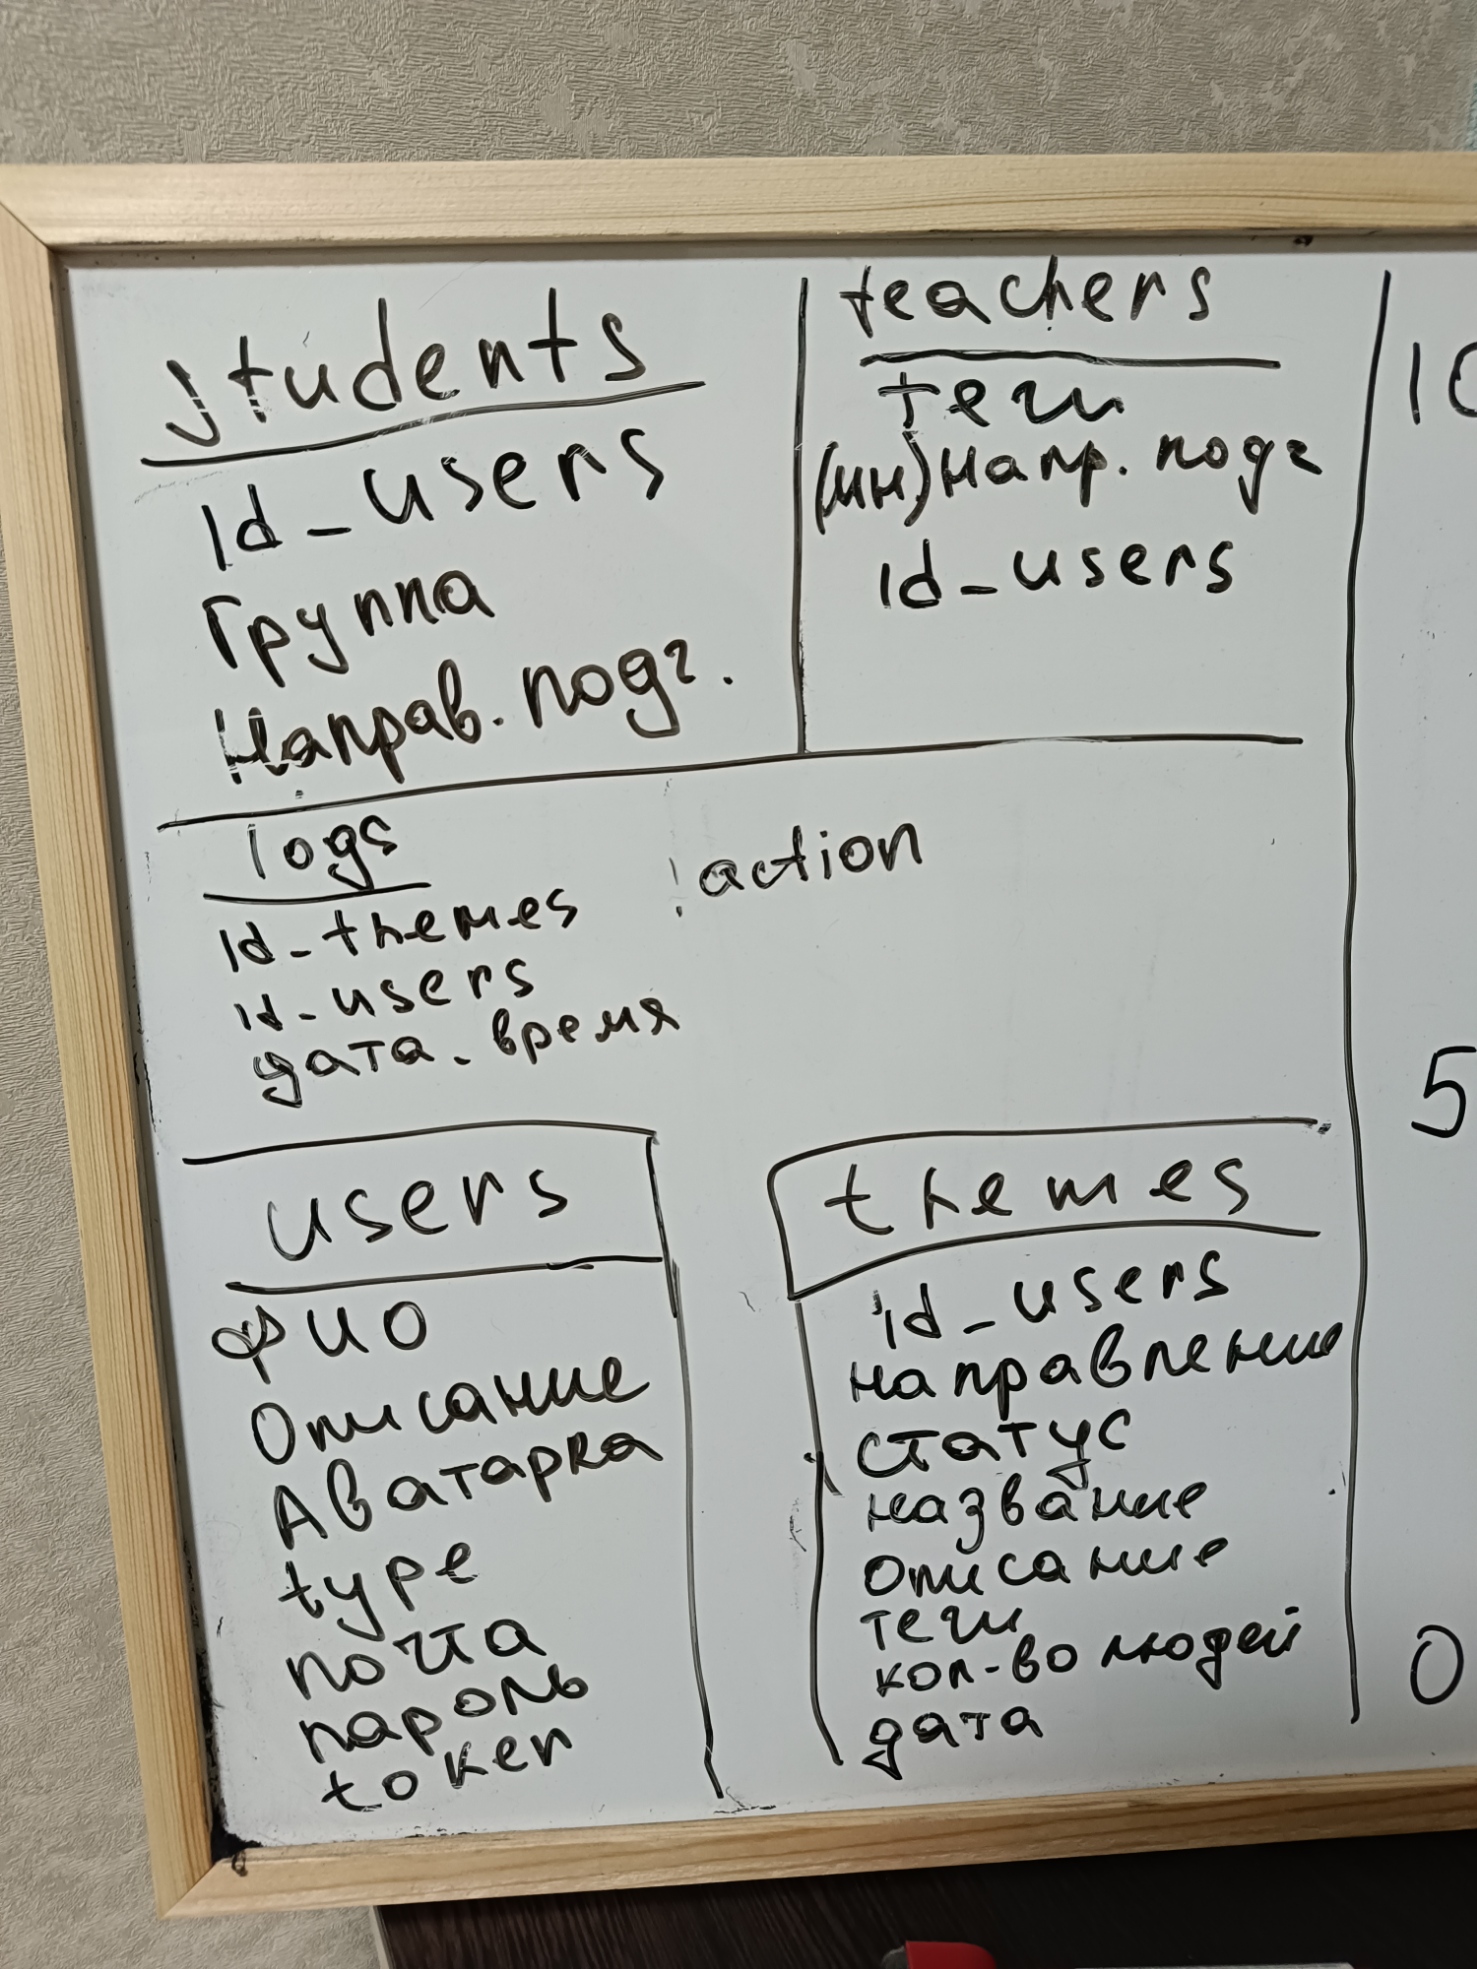 students
id_users
Группа
Направ. подг.
teachers
теги
(мн) напр. подг
id_users
logs
id_themes
id_users
дата_время
action
users
ФИО
Описание
Аватарка
type
почта
пароль
token
themes
id_users
направление
статус
название
описание
теги
кол-во людей
дата
5
0